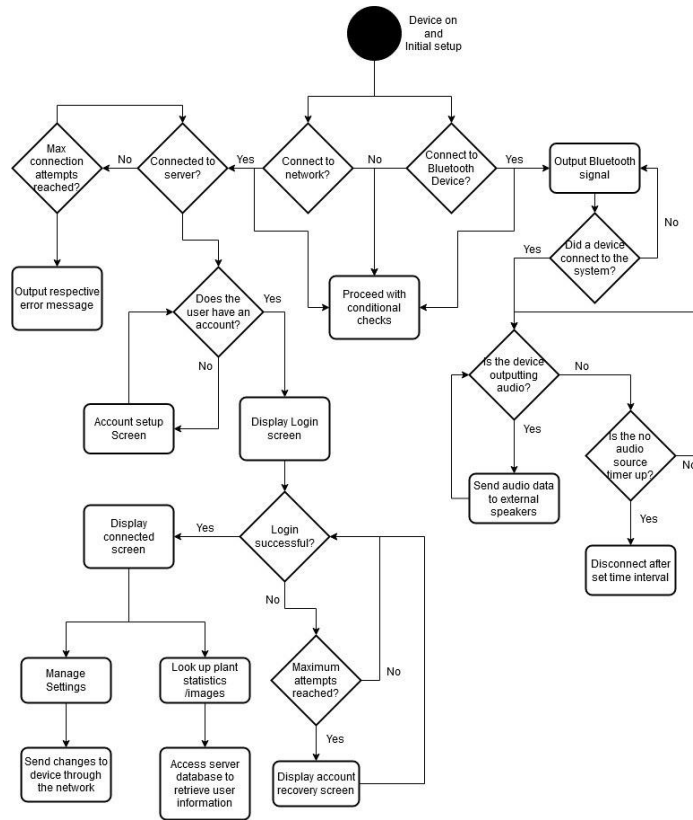 Device on
and
Initial setup
Max
connection
attempts
reached?
No
Connected to
server?
Yes
Connect to
network?
No
Connect to
Bluetooth
Device?
Yes
Output Bluetooth
signal
No
Did a device
connect to the
system?
Yes
Output respective
error message
Does the
user have an
account?
Yes
No
Proceed with
conditional
checks
Is the device
outputting
audio?
No
Yes
Account setup
Screen
Display Login
screen
Is the no
audio
source
timer up?
No
Yes
Send audio data
to external
speakers
Display
connected
screen
Yes
Login
successful?
No
Disconnect after
set time interval
Manage
Settings
Look up plant
statistics
/images
Maximum
attempts
reached?
No
Yes
Send changes to
device through
the network
Access server
database to
retrieve user
information
Display account
recovery screen